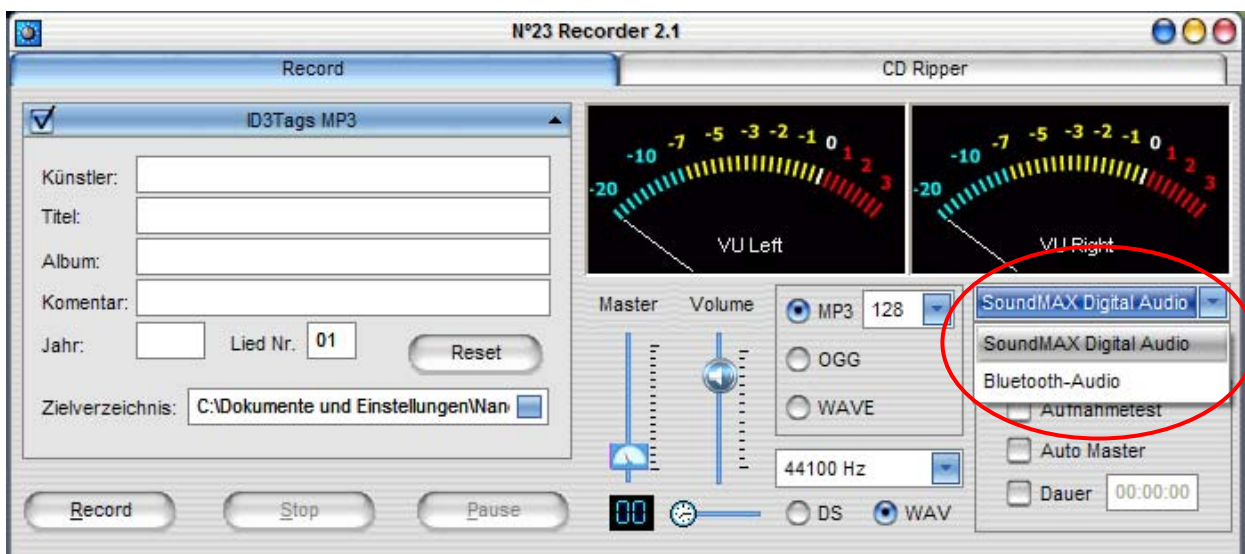 Nº23 Recorder 2.1
Record
CD Ripper
ID3Tags MP3
Künstler:
Titel:
Album:
Komentar:
Jahr:
Lied Nr. 01
Reset
Zielverzeichnis: C:\Dokumente und Einstellungen\Nan
Record
Stop
Pause
-20 -10 -7 -5 -3 -2 -1 0 1 2 3
VU Left
-20 -10 -7 -5 -3 -2 -1 0 1 2 3
VU Right
Master
Volume
00
MP3 128
OGG
WAVE
44100 Hz
DS WAV
SoundMAX Digital Audio
SoundMAX Digital Audio
Bluetooth-Audio
Aufnahmetest
Auto Master
Dauer 00:00:00